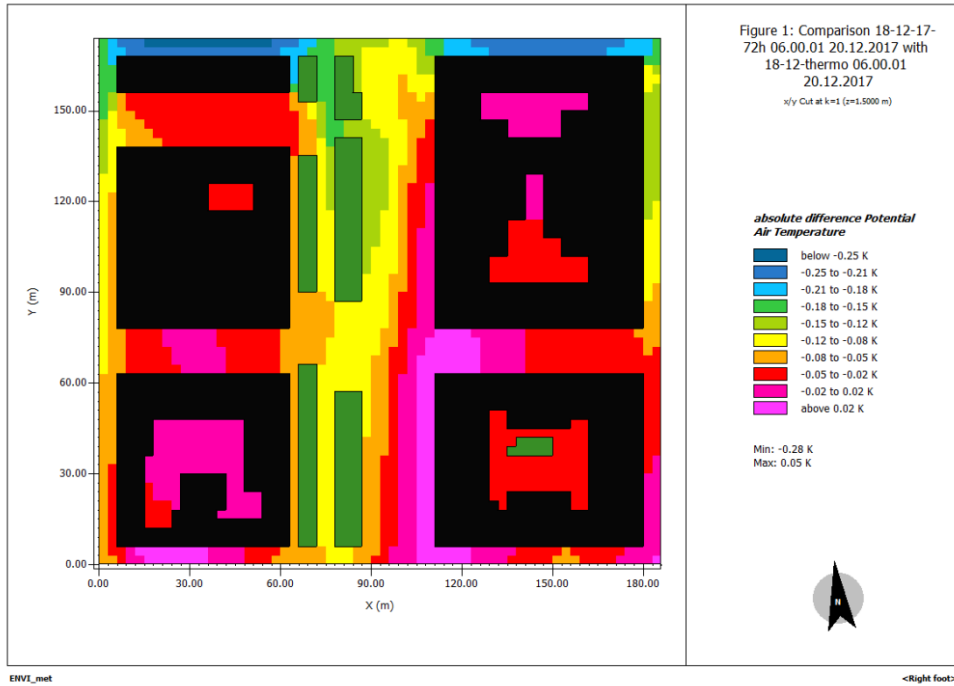 Figure 1: Comparison 18-12-17-
72h 06.00.01 20.12.2017 with
18-12-thermo 06.00.01
20.12.2017
x/y Cut at k=1 (z=1.5000 m)
absolute difference Potential
Air Temperature
below -0.25 K
-0.25 to -0.21 K
-0.21 to -0.18 K
-0.18 to -0.15 K
-0.15 to -0.12 K
-0.12 to -0.08 K
-0.08 to -0.05 K
-0.05 to -0.02 K
-0.02 to 0.02 K
above 0.02 K
Min: -0.28 K
Max: 0.05 K
N
Y (m)
150.00
120.00
90.00
60.00
30.00
0.00
0.00 30.00 60.00 90.00 120.00 150.00 180.00
X (m)
ENVI_met <Right foot>